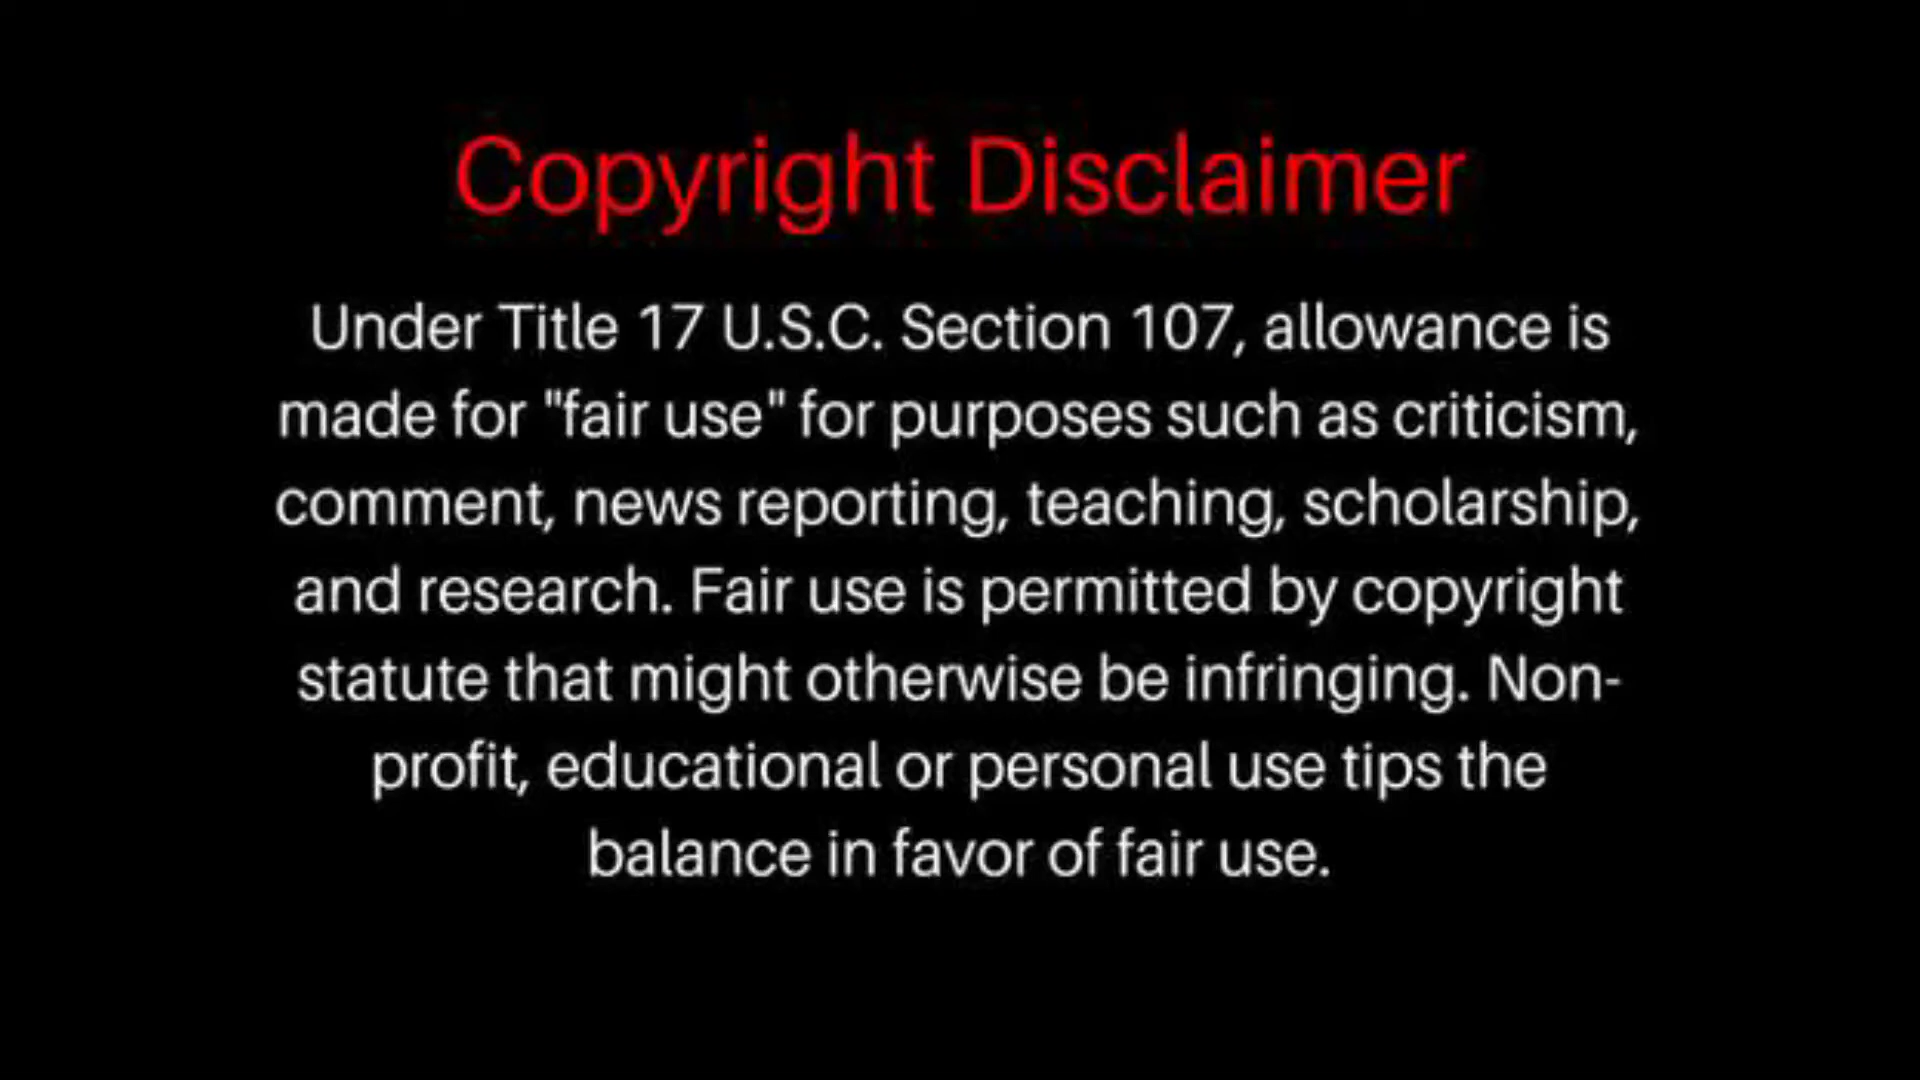 Copyright Disclaimer
Under Title 17 U.S.C. Section 107, allowance is
made for "fair use" for purposes such as criticism,
comment, news reporting, teaching, scholarship,
and research. Fair use is permitted by copyright
statute that might otherwise be infringing. Non-
profit, educational or personal use tips the
balance in favor of fair use.